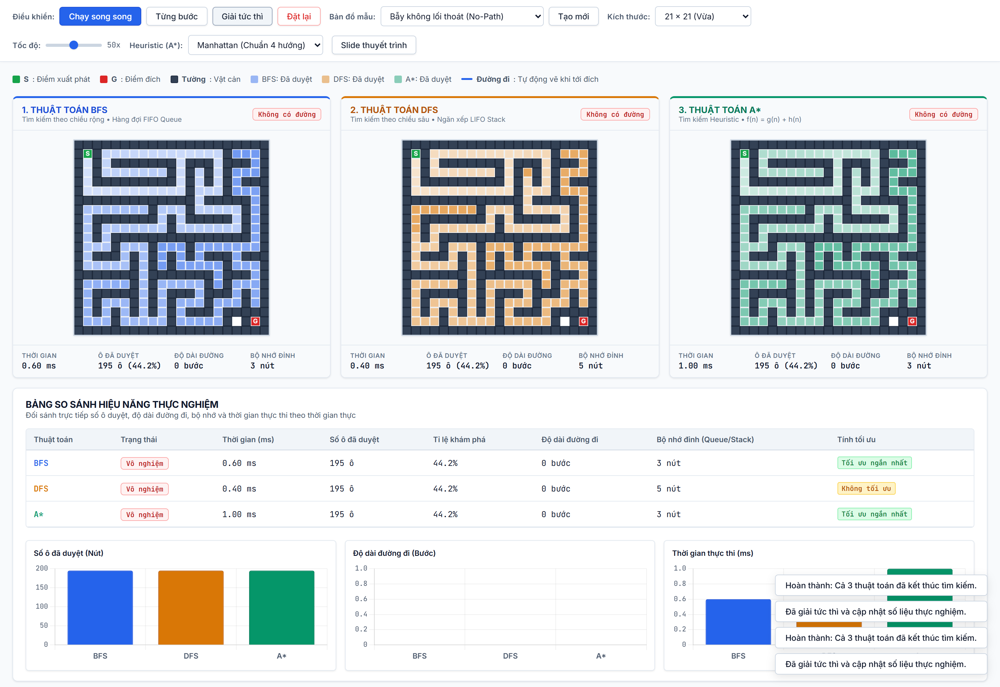 Điều khiển: Chạy song song Từng bước Giải tức thì Đặt lại Bản đồ mẫu: Bẫy không lối thoát (No-Path) Tạo mới Kích thước: 21 × 21 (Vừa)
Tốc độ: 50x Heuristic (A*): Manhattan (Chuẩn 4 hướng) Slide thuyết trình
S : Điểm xuất phát G : Điểm đích Tường : Vật cản BFS: Đã duyệt DFS: Đã duyệt A*: Đã duyệt Đường đi : Tự động vẽ khi tới đích
1. THUẬT TOÁN BFS
Tìm kiếm theo chiều rộng • Hàng đợi FIFO Queue
Không có đường
S
G
THỜI GIAN Ô ĐÃ DUYỆT ĐỘ DÀI ĐƯỜNG BỘ NHỚ ĐỈNH
0.60 ms 195 ô (44.2%) 0 bước 3 nút
2. THUẬT TOÁN DFS
Tìm kiếm theo chiều sâu • Ngăn xếp LIFO Stack
Không có đường
S
G
THỜI GIAN Ô ĐÃ DUYỆT ĐỘ DÀI ĐƯỜNG BỘ NHỚ ĐỈNH
0.40 ms 195 ô (44.2%) 0 bước 5 nút
3. THUẬT TOÁN A*
Tìm kiếm Heuristic • f(n) = g(n) + h(n)
Không có đường
S
G
THỜI GIAN Ô ĐÃ DUYỆT ĐỘ DÀI ĐƯỜNG BỘ NHỚ ĐỈNH
1.00 ms 195 ô (44.2%) 0 bước 3 nút
BẢNG SO SÁNH HIỆU NĂNG THỰC NGHIỆM
Đối sánh trực tiếp số ô duyệt, độ dài đường đi, bộ nhớ và thời gian thực thi theo thời gian thực
Thuật toán Trạng thái Thời gian (ms) Số ô đã duyệt Tỉ lệ khám phá Độ dài đường đi Bộ nhớ đỉnh (Queue/Stack) Tính tối ưu
BFS Vô nghiệm 0.60 ms 195 ô 44.2% 0 bước 3 nút Tối ưu ngắn nhất
DFS Vô nghiệm 0.40 ms 195 ô 44.2% 0 bước 5 nút Không tối ưu
A* Vô nghiệm 1.00 ms 195 ô 44.2% 0 bước 3 nút Tối ưu ngắn nhất
Số ô đã duyệt (Nút)
200
150
100
50
0
BFS DFS A*
Độ dài đường đi (Bước)
1.0
0.8
0.6
0.4
0.2
0
BFS DFS A*
Thời gian thực thi (ms)
1.0
0.8
0.6
0.4
0.2
0
BFS
Hoàn thành: Cả 3 thuật toán đã kết thúc tìm kiếm.
Đã giải tức thì và cập nhật số liệu thực nghiệm.
Hoàn thành: Cả 3 thuật toán đã kết thúc tìm kiếm.
Đã giải tức thì và cập nhật số liệu thực nghiệm.